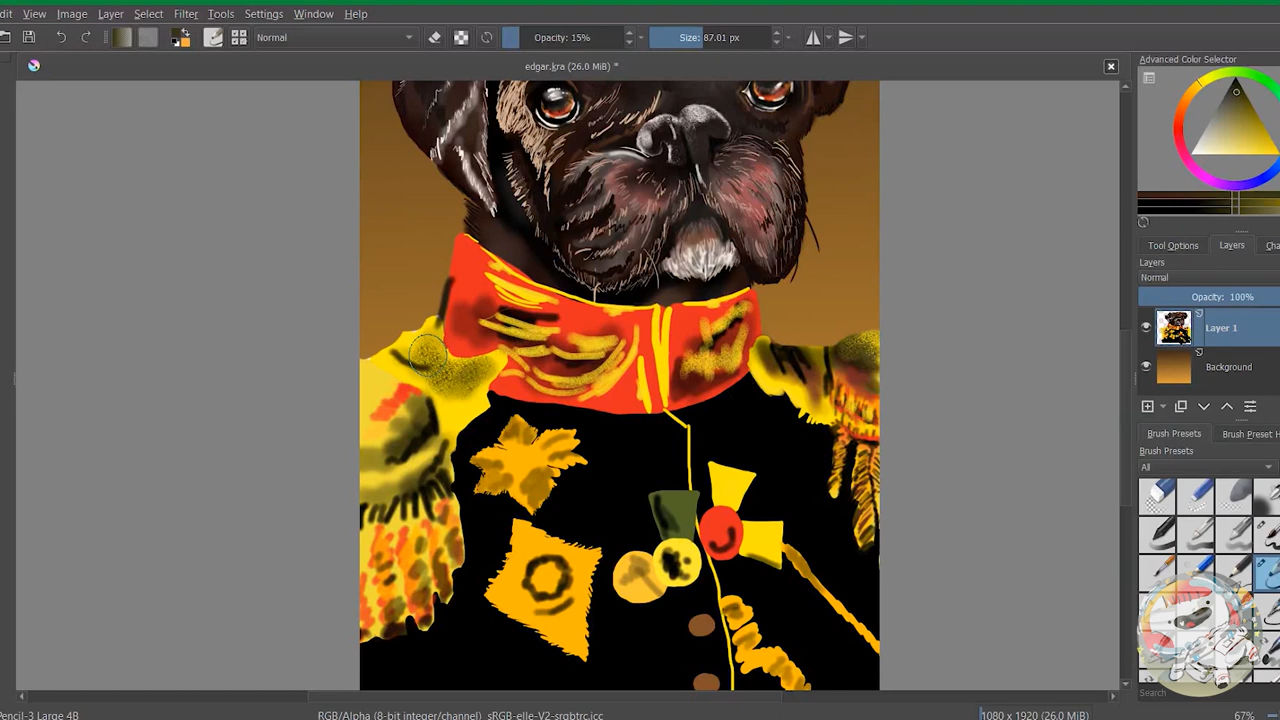 dit View Image Layer Select Filter Tools Settings Window Help
Normal Opacity: 15% Size: 87.01 px
edgar.kra (26.0 MiB) *
Advanced Color Selector
Tool Options Layers Cha
Layers
Normal
Opacity: 100%
Layer 1
Background
Brush Presets Brush Preset H
Brush Presets
All
Search
Pencil-3 Large 4B RGB/Alpha (8-bit integer/channel) sRGB-elle-V2-srgbtrc.icc 1080 x 1920 (26.0 MiB) 67%